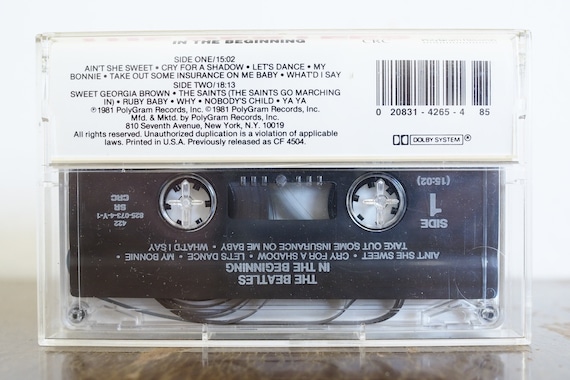 IN THE BEGINNING
CRC
SIDE ONE/15:02
AIN'T SHE SWEET • CRY FOR A SHADOW • LET'S DANCE • MY
BONNIE • TAKE OUT SOME INSURANCE ON ME BABY • WHAT'D I SAY
SIDE TWO/18:13
SWEET GEORGIA BROWN • THE SAINTS (THE SAINTS GO MARCHING
IN) • RUBY BABY • WHY • NOBODY'S CHILD • YA YA
℗1981 PolyGram Records, Inc. ©1981 PolyGram Records, Inc.
Mfd. & Mktd. by PolyGram Records, Inc.
810 Seventh Avenue, New York, N.Y. 10019
All rights reserved. Unauthorized duplication is a violation of applicable
laws. Printed in U.S.A. Previously released as CF 4504.
0 20831-4265-4 85
DOLBY SYSTEM
THE BEATLES
IN THE BEGINNING
AIN'T SHE SWEET • CRY FOR A SHADOW • LET'S DANCE • MY BONNIE
TAKE OUT SOME INSURANCE ON ME BABY • WHAT'D I SAY
SIDE
1
(15:02)
422
825-073-4-Y-1
SR
CRC